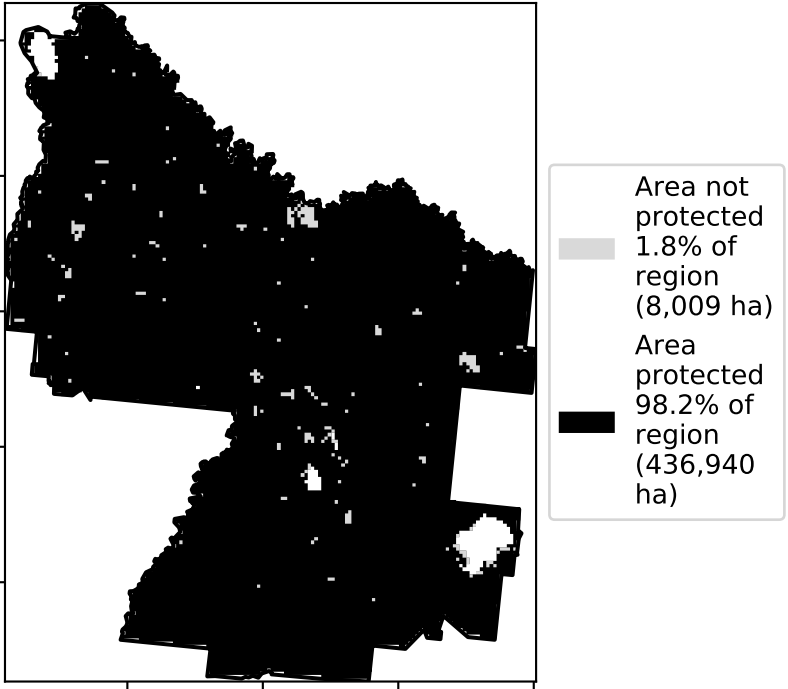 Area not
protected
1.8% of
region
(8,009 ha)
Area
protected
98.2% of
region
(436,940
ha)